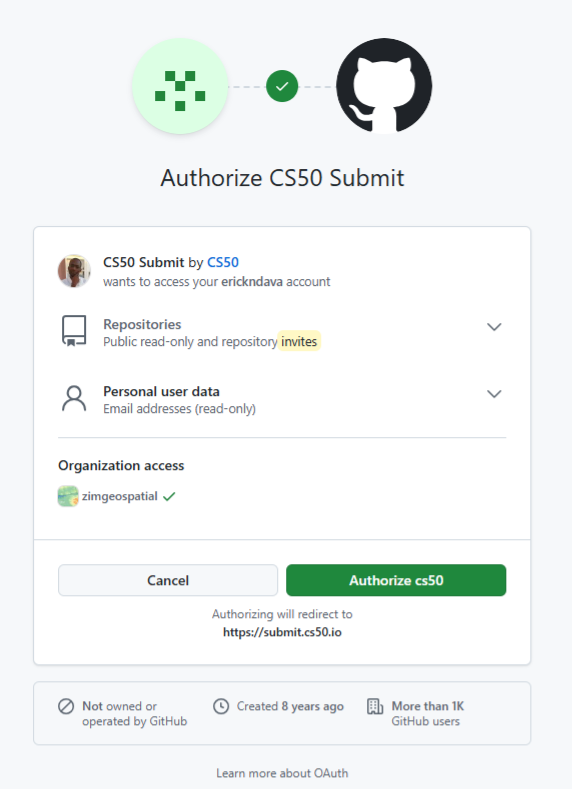 Authorize CS50 Submit
CS50 Submit by CS50
wants to access your erickndava account
Repositories
Public read-only and repository invites
Personal user data
Email addresses (read-only)
Organization access
zimgeospatial
Cancel
Authorize cs50
Authorizing will redirect to
https://submit.cs50.io
Not owned or
operated by GitHub
Created 8 years ago
More than 1K
GitHub users
Learn more about OAuth